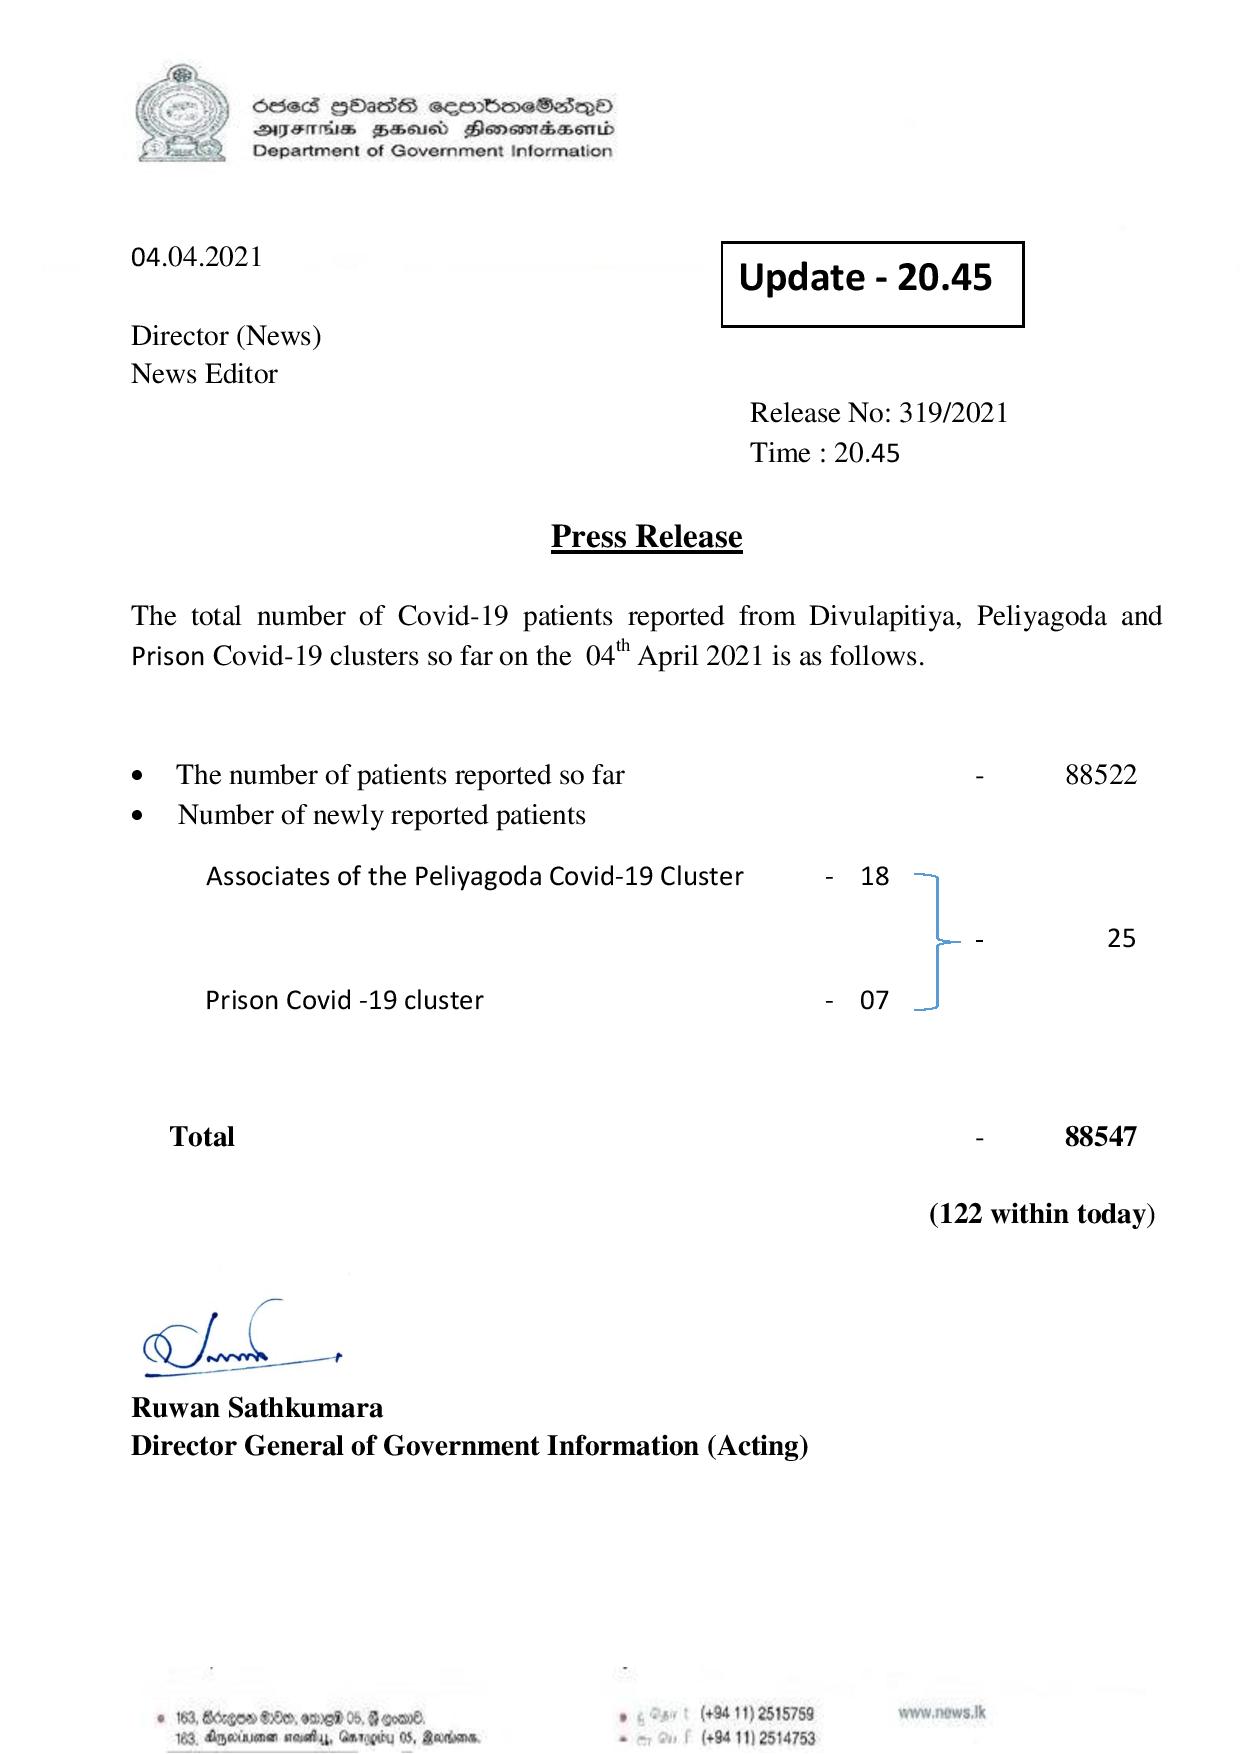 රජයේ ප්‍රවෘත්ති දෙපාර්තමේන්තුව
அரசாங்க தகவல் திணைக்களம்
Department of Government Information
04.04.2021
Update - 20.45
Director (News)
News Editor
Release No: 319/2021
Time : 20.45
Press Release
The total number of Covid-19 patients reported from Divulapitiya, Peliyagoda and
Prison Covid-19 clusters so far on the 04th April 2021 is as follows.
• The number of patients reported so far - 88522
• Number of newly reported patients
Associates of the Peliyagoda Covid-19 Cluster - 18
- 25
Prison Covid -19 cluster - 07
Total - 88547
(122 within today)
Ruwan Sathkumara
Director General of Government Information (Acting)
163, කිරුලපන මාවත, කොළඹ 05, ශ්‍රී ලංකාව.
163, கிருலப்பனை எவனியூ, கொழும்பு 05, இலங்கை.
(+94 11) 2515759
(+94 11) 2514753
www.news.lk